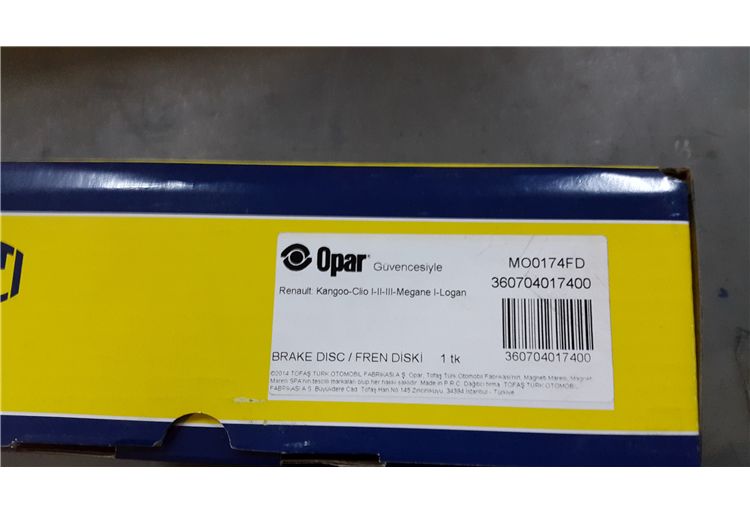 Opar Güvencesiyle
MO0174FD
360704017400
Renault: Kangoo-Clio I-II-III-Megane I-Logan
BRAKE DISC / FREN DİSKİ 1 tk
360704017400
©2014 TOFAŞ TÜRK OTOMOBİL FABRİKASI A.Ş. Opar, Tofaş Türk Otomobil Fabrikası'nın, Magneti Marelli, Magneti
Marelli SPA'nın tescilli markaları olup her hakkı saklıdır. Made in P.R.C. Dağıtıcı firma: TOFAŞ TÜRK OTOMOBİL
FABRİKASI A.Ş. Büyükdere Cad. Tofaş Han No:145 Zincirlikuyu, 34394 İstanbul - Türkiye